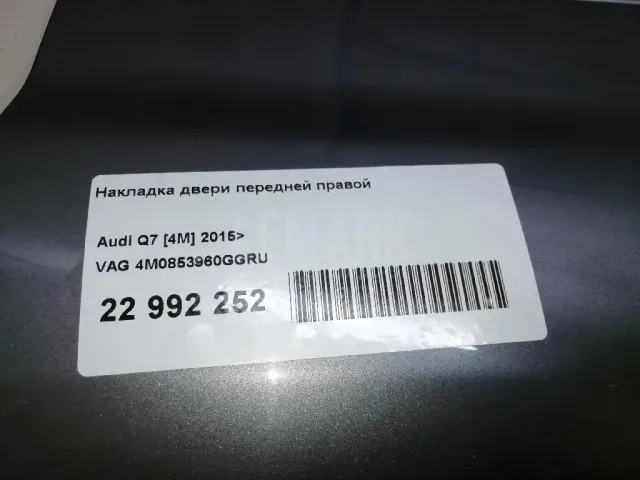 Накладка двери передней правой
Audi Q7 [4M] 2015>
VAG 4M0853960GGRU
22 992 252